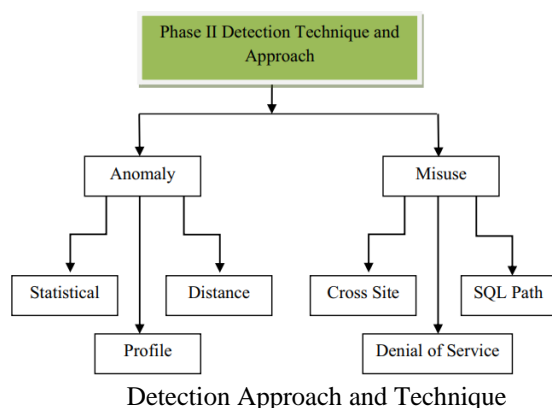 Phase II Detection Technique and
Approach
Anomaly
Misuse
Statistical
Distance
Cross Site
SQL Path
Profile
Denial of Service
Detection Approach and Technique